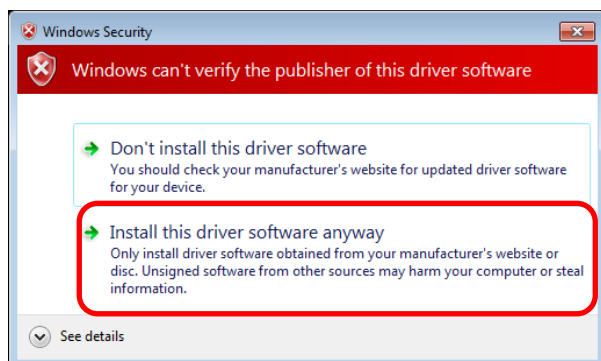 Windows Security
Windows can't verify the publisher of this driver software
Don't install this driver software
You should check your manufacturer's website for updated driver software
for your device.
Install this driver software anyway
Only install driver software obtained from your manufacturer's website or
disc. Unsigned software from other sources may harm your computer or steal
information.
See details